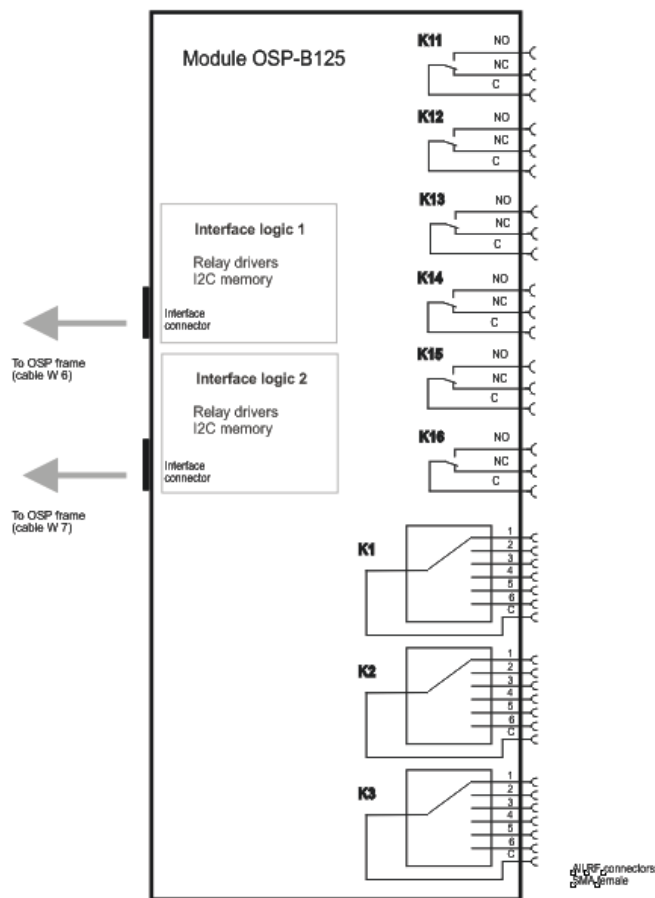 Module OSP-B125
K11
NO
NC
C
K12
NO
NC
C
K13
NO
NC
C
K14
NO
NC
C
K15
NO
NC
C
K16
NO
NC
C
Interface logic 1
Relay drivers
I2C memory
Interface
connector
To OSP frame
(cable W 6)
Interface logic 2
Relay drivers
I2C memory
Interface
connector
To OSP frame
(cable W 7)
K1
1
2
3
4
5
6
C
K2
1
2
3
4
5
6
C
K3
1
2
3
4
5
6
C
All RF connectors
SMA female